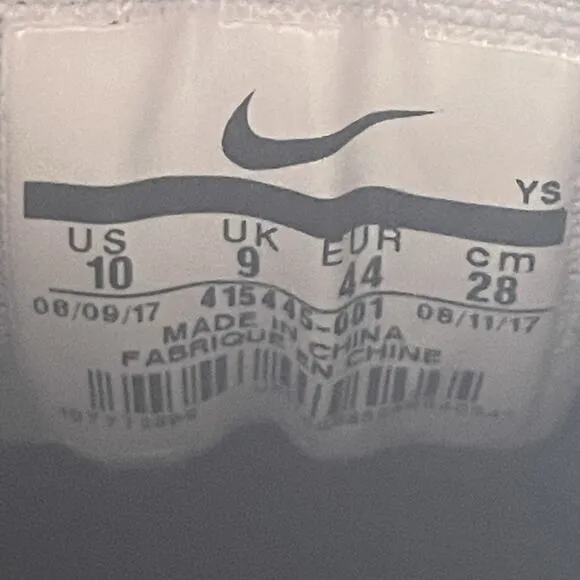 YS
US UK EUR cm
10 9 44 28
08/09/17 415445-001 08/11/17
MADE IN CHINA
FABRIQUE EN CHINE